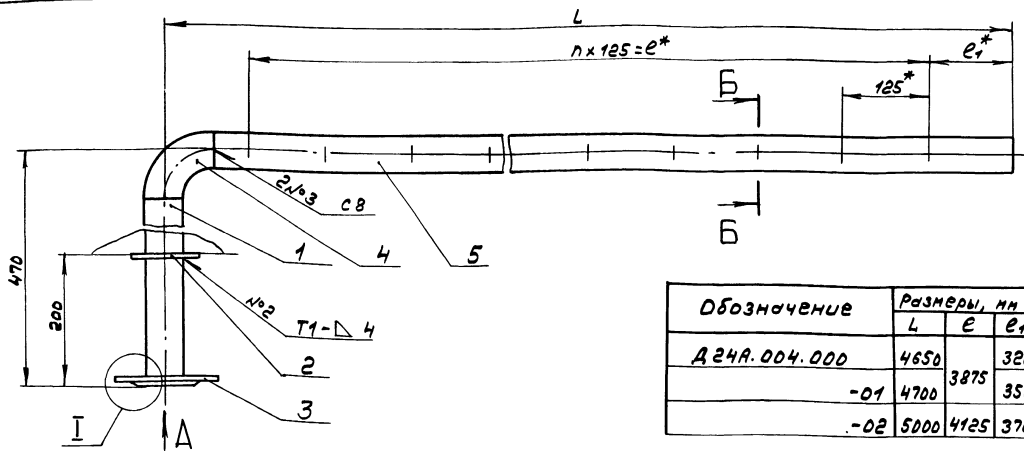 L
n x 125 = e*
e1*
125*
Б
Б
2№3 С8
1
4
5
470
200
№2
Т1-◺ 4
2
3
I
А
Обозначение
Размеры, мм
L e
Д24А.004.000 4650
3875
-01 4700
-02 5000 4125